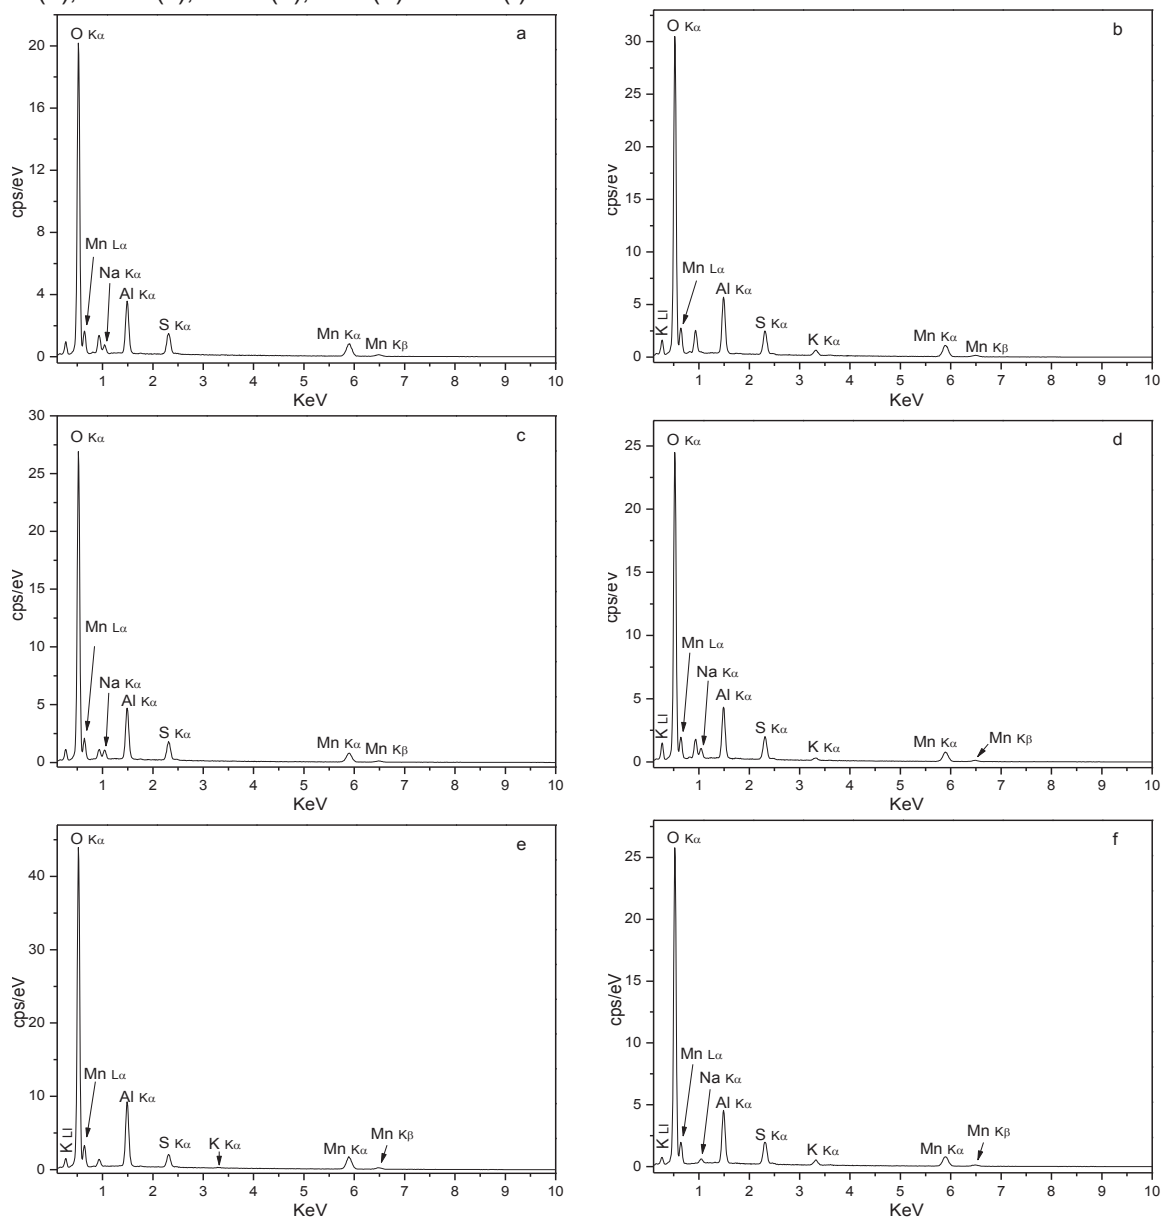 a
O Kα
Mn Lα
Na Kα
Al Kα
S Kα
Mn Kα
Mn Kβ
20
16
12
8
4
0
cps/eV
1 2 3 4 5 6 7 8 9 10
KeV
b
O Kα
K Ll
Mn Lα
Al Kα
S Kα
K Kα
Mn Kα
Mn Kβ
30
25
20
15
10
5
0
cps/eV
1 2 3 4 5 6 7 8 9 10
KeV
c
O Kα
Mn Lα
Na Kα
Al Kα
S Kα
Mn Kα
Mn Kβ
30
25
20
15
10
5
0
cps/eV
1 2 3 4 5 6 7 8 9 10
KeV
d
O Kα
K Ll
Mn Lα
Na Kα
Al Kα
S Kα
K Kα
Mn Kα
Mn Kβ
25
20
15
10
5
0
cps/eV
1 2 3 4 5 6 7 8 9 10
KeV
e
O Kα
K Ll
Mn Lα
Al Kα
S Kα
K Kα
Mn Kα
Mn Kβ
40
30
20
10
0
cps/eV
1 2 3 4 5 6 7 8 9 10
KeV
f
O Kα
K Ll
Mn Lα
Na Kα
Al Kα
S Kα
K Kα
Mn Kα
Mn Kβ
25
20
15
10
5
0
cps/eV
1 2 3 4 5 6 7 8 9 10
KeV